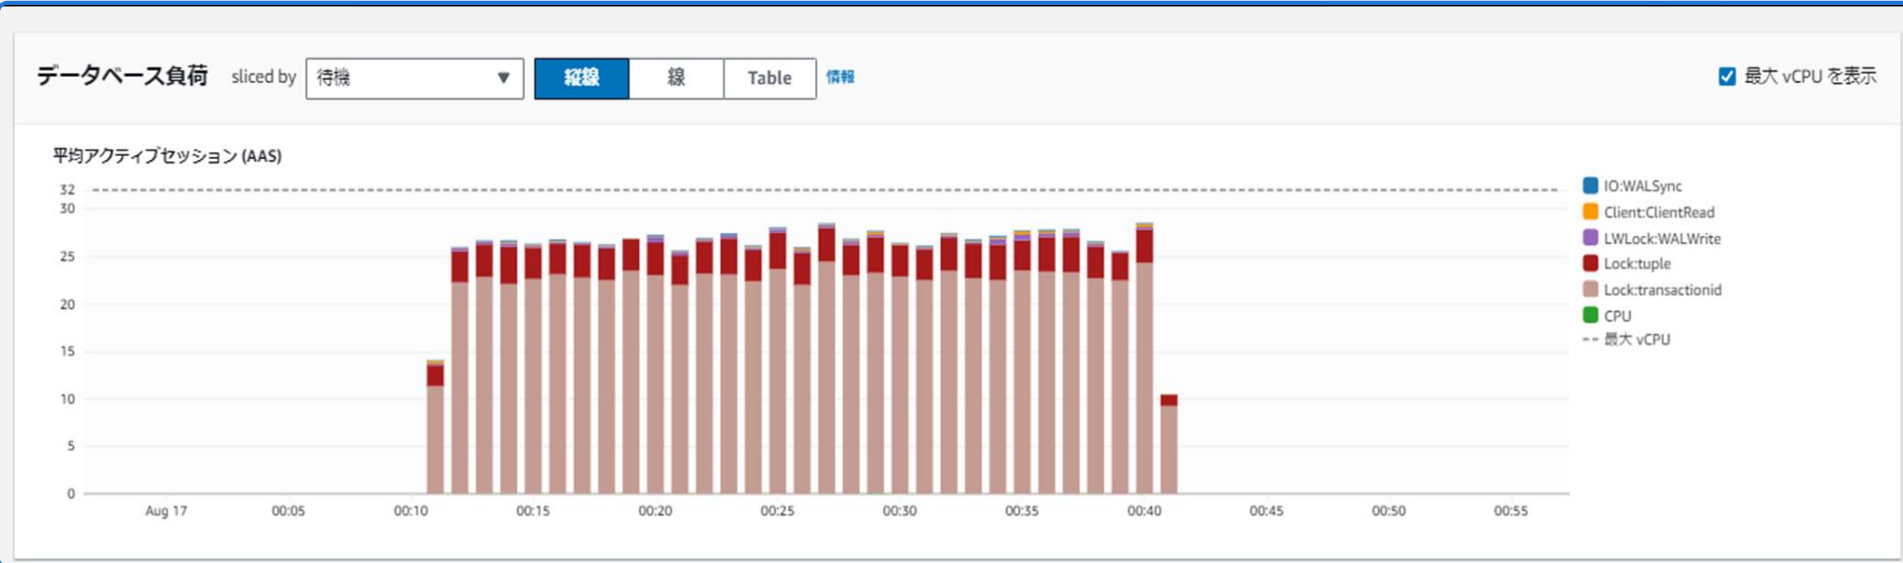 データベース負荷 sliced by 待機 ▼ 縦線 線 Table 情報 最大 vCPU を表示
平均アクティブセッション (AAS)
32
30
25
20
15
10
5
0
Aug 17 00:05 00:10 00:15 00:20 00:25 00:30 00:35 00:40 00:45 00:50 00:55
IO:WALSync
Client:ClientRead
LWLock:WALWrite
Lock:tuple
Lock:transactionid
CPU
最大 vCPU